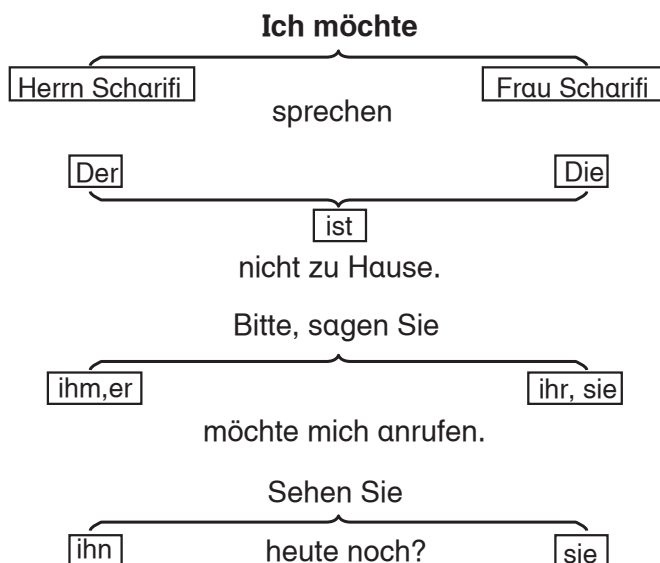 Ich möchte
Herrn Scharifi Frau Scharifi
sprechen
Der Die
ist
nicht zu Hause.
Bitte, sagen Sie
ihm,er ihr, sie
möchte mich anrufen.
Sehen Sie
ihn heute noch? sie